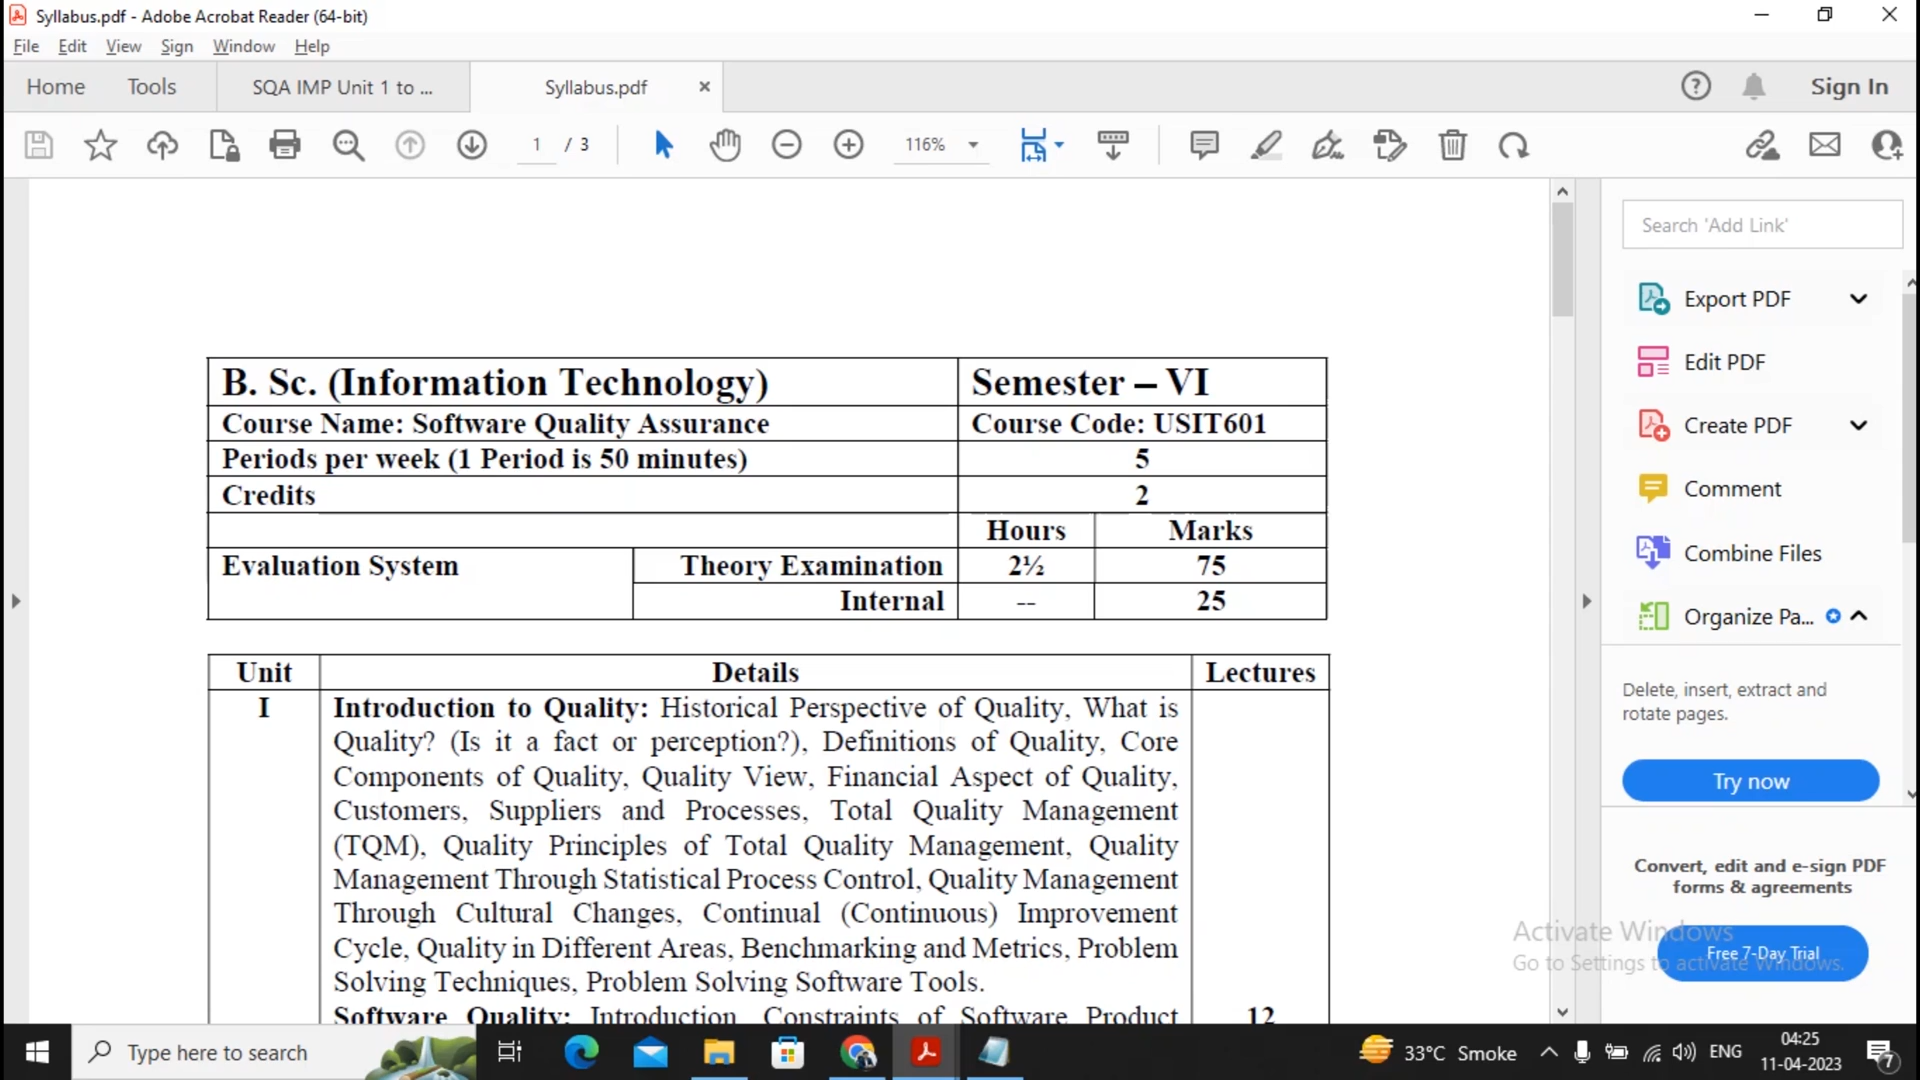 Syllabus.pdf - Adobe Acrobat Reader (64-bit)
File Edit View Sign Window Help
Home Tools SQA IMP Unit 1 to ... Syllabus.pdf Sign In
1 / 3 116%
Search 'Add Link'
Export PDF
Edit PDF
Create PDF
Comment
Combine Files
Organize Pa...
Delete, insert, extract and
rotate pages.
Try now
Convert, edit and e-sign PDF
forms & agreements
Free 7-Day Trial
Activate Windows
Go to Settings to activate Windows.
B. Sc. (Information Technology) Semester – VI
Course Name: Software Quality Assurance Course Code: USIT601
Periods per week (1 Period is 50 minutes) 5
Credits 2
Hours Marks
Evaluation System Theory Examination 2½ 75
Internal -- 25
Unit Details Lectures
I Introduction to Quality: Historical Perspective of Quality, What is
Quality? (Is it a fact or perception?), Definitions of Quality, Core
Components of Quality, Quality View, Financial Aspect of Quality,
Customers, Suppliers and Processes, Total Quality Management
(TQM), Quality Principles of Total Quality Management, Quality
Management Through Statistical Process Control, Quality Management
Through Cultural Changes, Continual (Continuous) Improvement
Cycle, Quality in Different Areas, Benchmarking and Metrics, Problem
Solving Techniques, Problem Solving Software Tools.
Software Quality: Introduction, Constraints of Software Product 12
Type here to search
33°C Smoke ENG 04:25
11-04-2023 7